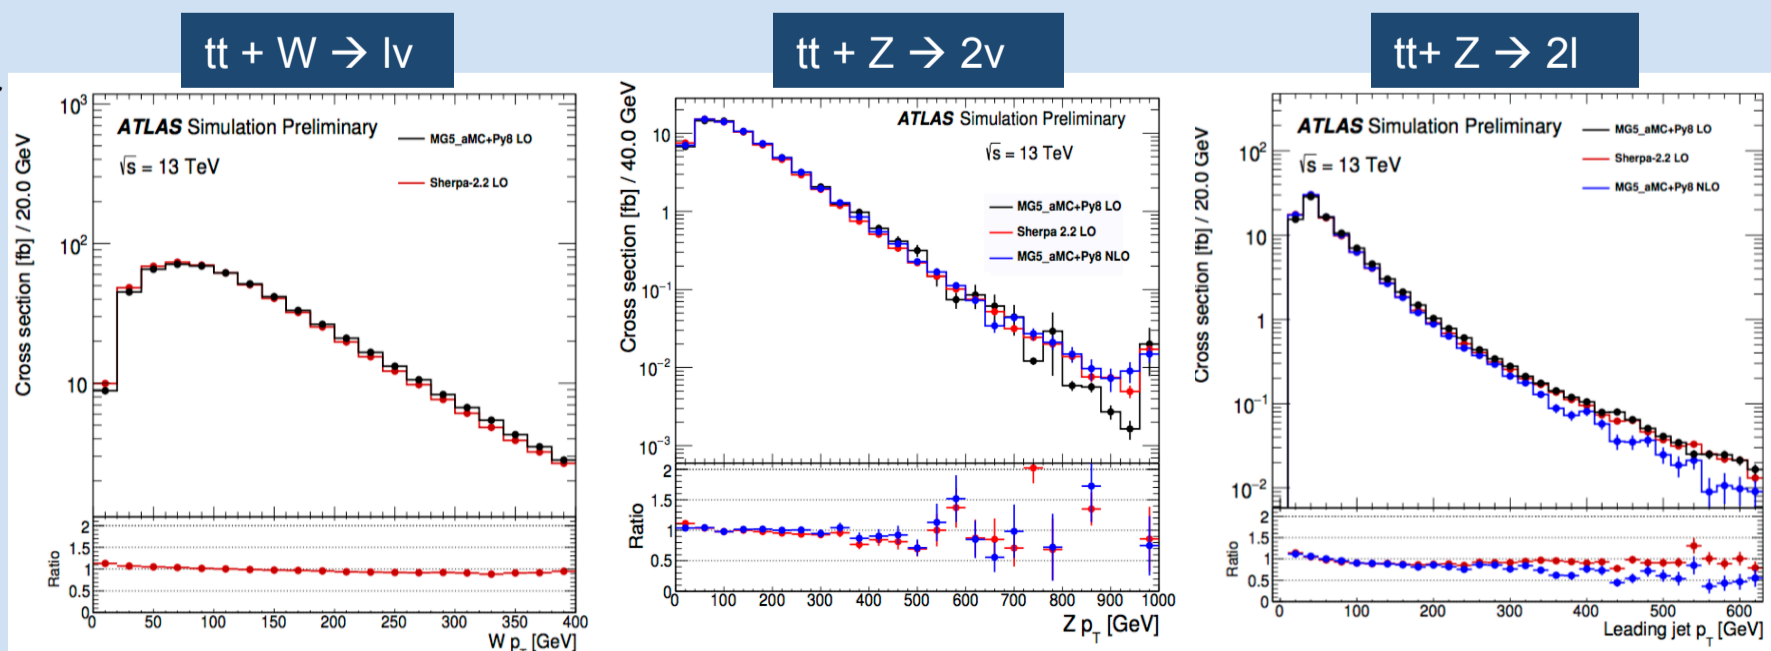 tt + W → lv
10³
ATLAS Simulation Preliminary
√s = 13 TeV
MG5_aMC+Py8 LO
Sherpa-2.2 LO
10²
10
Cross section [fb] / 20.0 GeV
2
1.5
1
0.5
0
Ratio
0 50 100 150 200 250 300 350 400
W p_T [GeV]
tt + Z → 2v
ATLAS Simulation Preliminary
√s = 13 TeV
MG5_aMC+Py8 LO
Sherpa 2.2 LO
MG5_aMC+Py8 NLO
10
1
10⁻¹
10⁻²
10⁻³
Cross section [fb] / 40.0 GeV
2
1.5
1
0.5
0
Ratio
0 100 200 300 400 500 600 700 800 900 1000
Z p_T [GeV]
tt+ Z → 2l
ATLAS Simulation Preliminary
√s = 13 TeV
MG5_aMC+Py8 LO
Sherpa-2.2 LO
MG5_aMC+Py8 NLO
10²
10
1
10⁻¹
10⁻²
Cross section [fb] / 20.0 GeV
2
1.5
1
0.5
0
Ratio
0 100 200 300 400 500 600
Leading jet p_T [GeV]